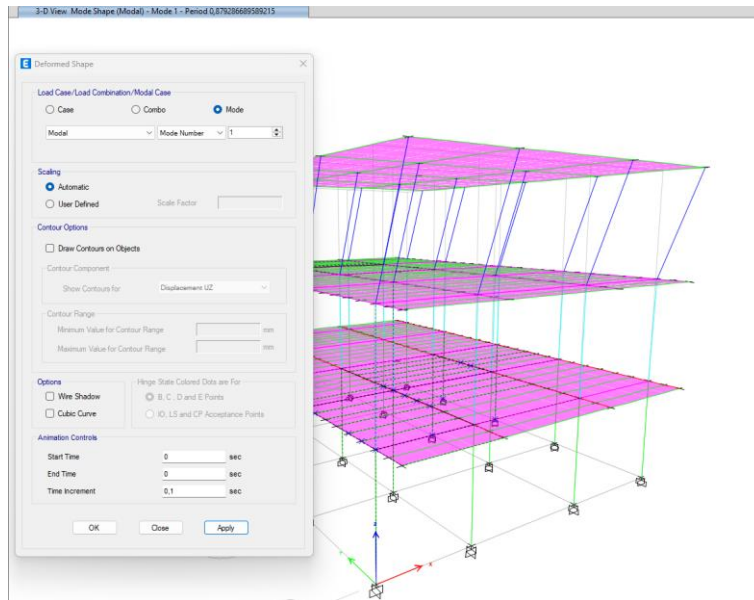 3-D View Mode Shape (Modal) - Mode 1 - Period 0,879286689589215
E Deformed Shape
Load Case/Load Combination/Modal Case
Case Combo Mode
Modal Mode Number 1
Scaling
Automatic
User Defined Scale Factor
Contour Options
Draw Contours on Objects
Contour Component
Show Contours for Displacement UZ
Contour Range
Minimum Value for Contour Range mm
Maximum Value for Contour Range mm
Options
Hinge State Colored Dots are For
Wire Shadow
B, C, D and E Points
Cubic Curve
IO, LS and CP Acceptance Points
Animation Controls
Start Time 0 sec
End Time 0 sec
Time Increment 0,1 sec
OK Close Apply
Z
Y
X